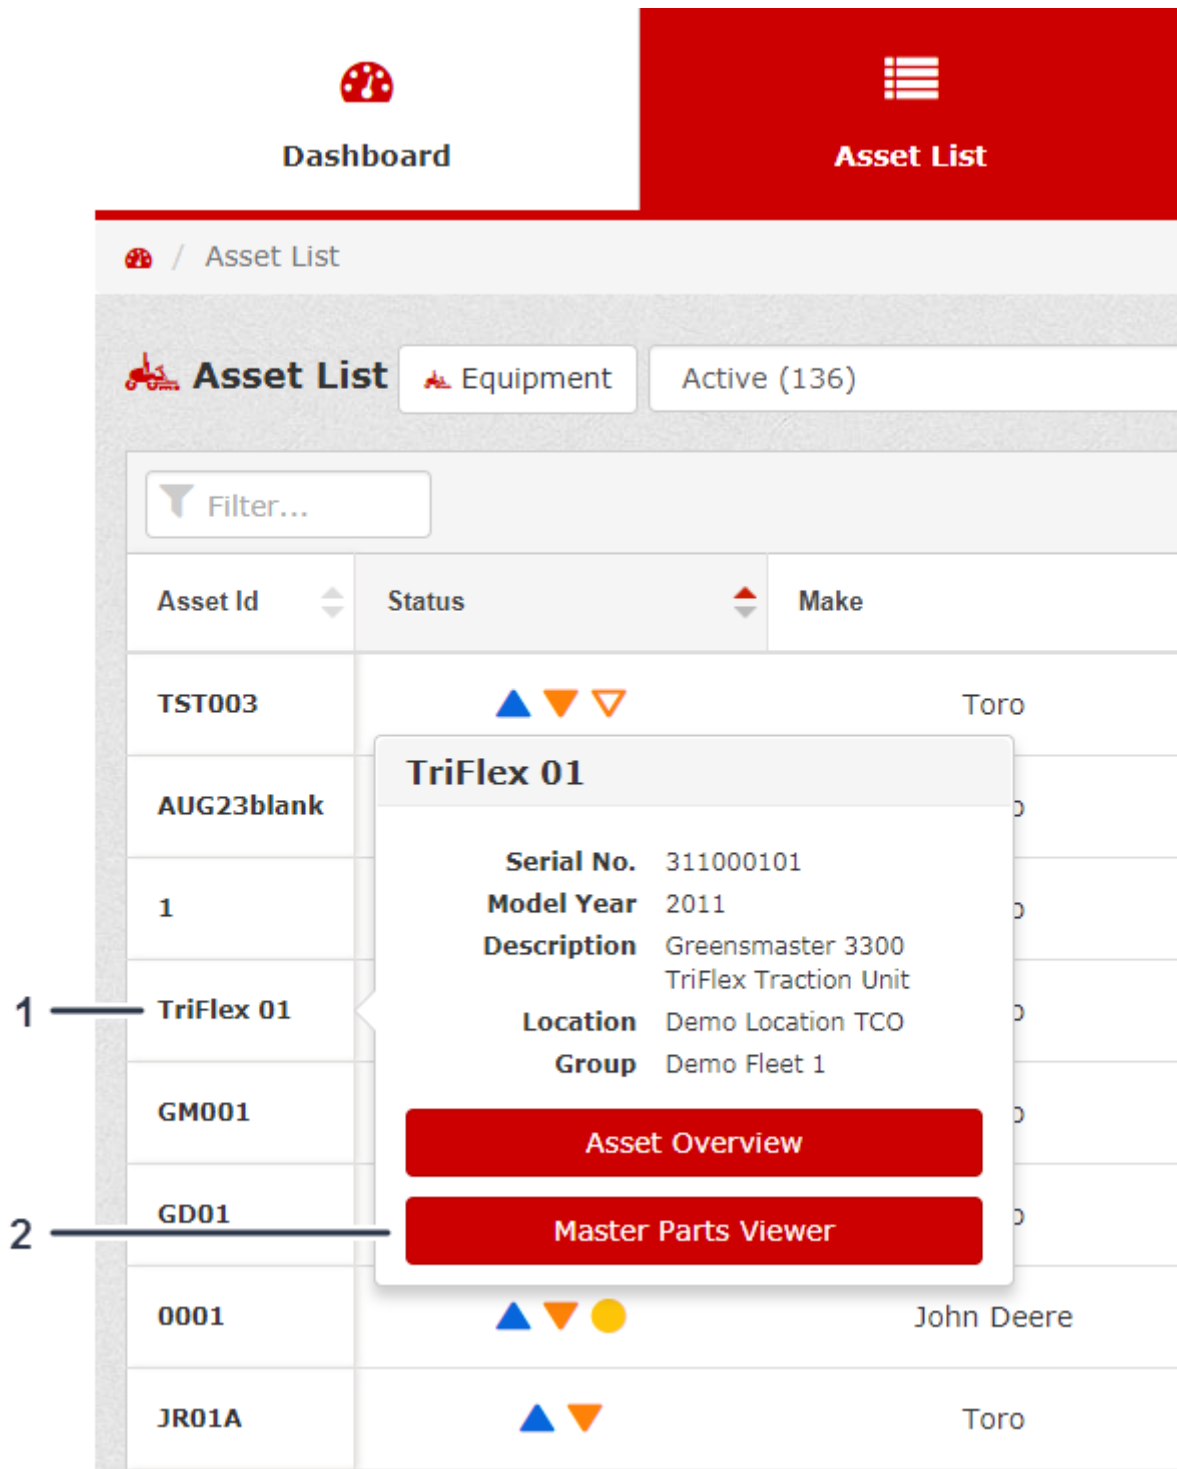 Dashboard
Asset List
/ Asset List
Asset List
Equipment
Active (136)
Filter...
Asset Id
Status
Make
TST003
Toro
TriFlex 01
AUG23blank
Serial No. 311000101
1
Model Year 2011
Description Greensmaster 3300
TriFlex Traction Unit
1
TriFlex 01
Location Demo Location TCO
Group Demo Fleet 1
GM001
Asset Overview
GD01
2
Master Parts Viewer
0001
John Deere
JR01A
Toro